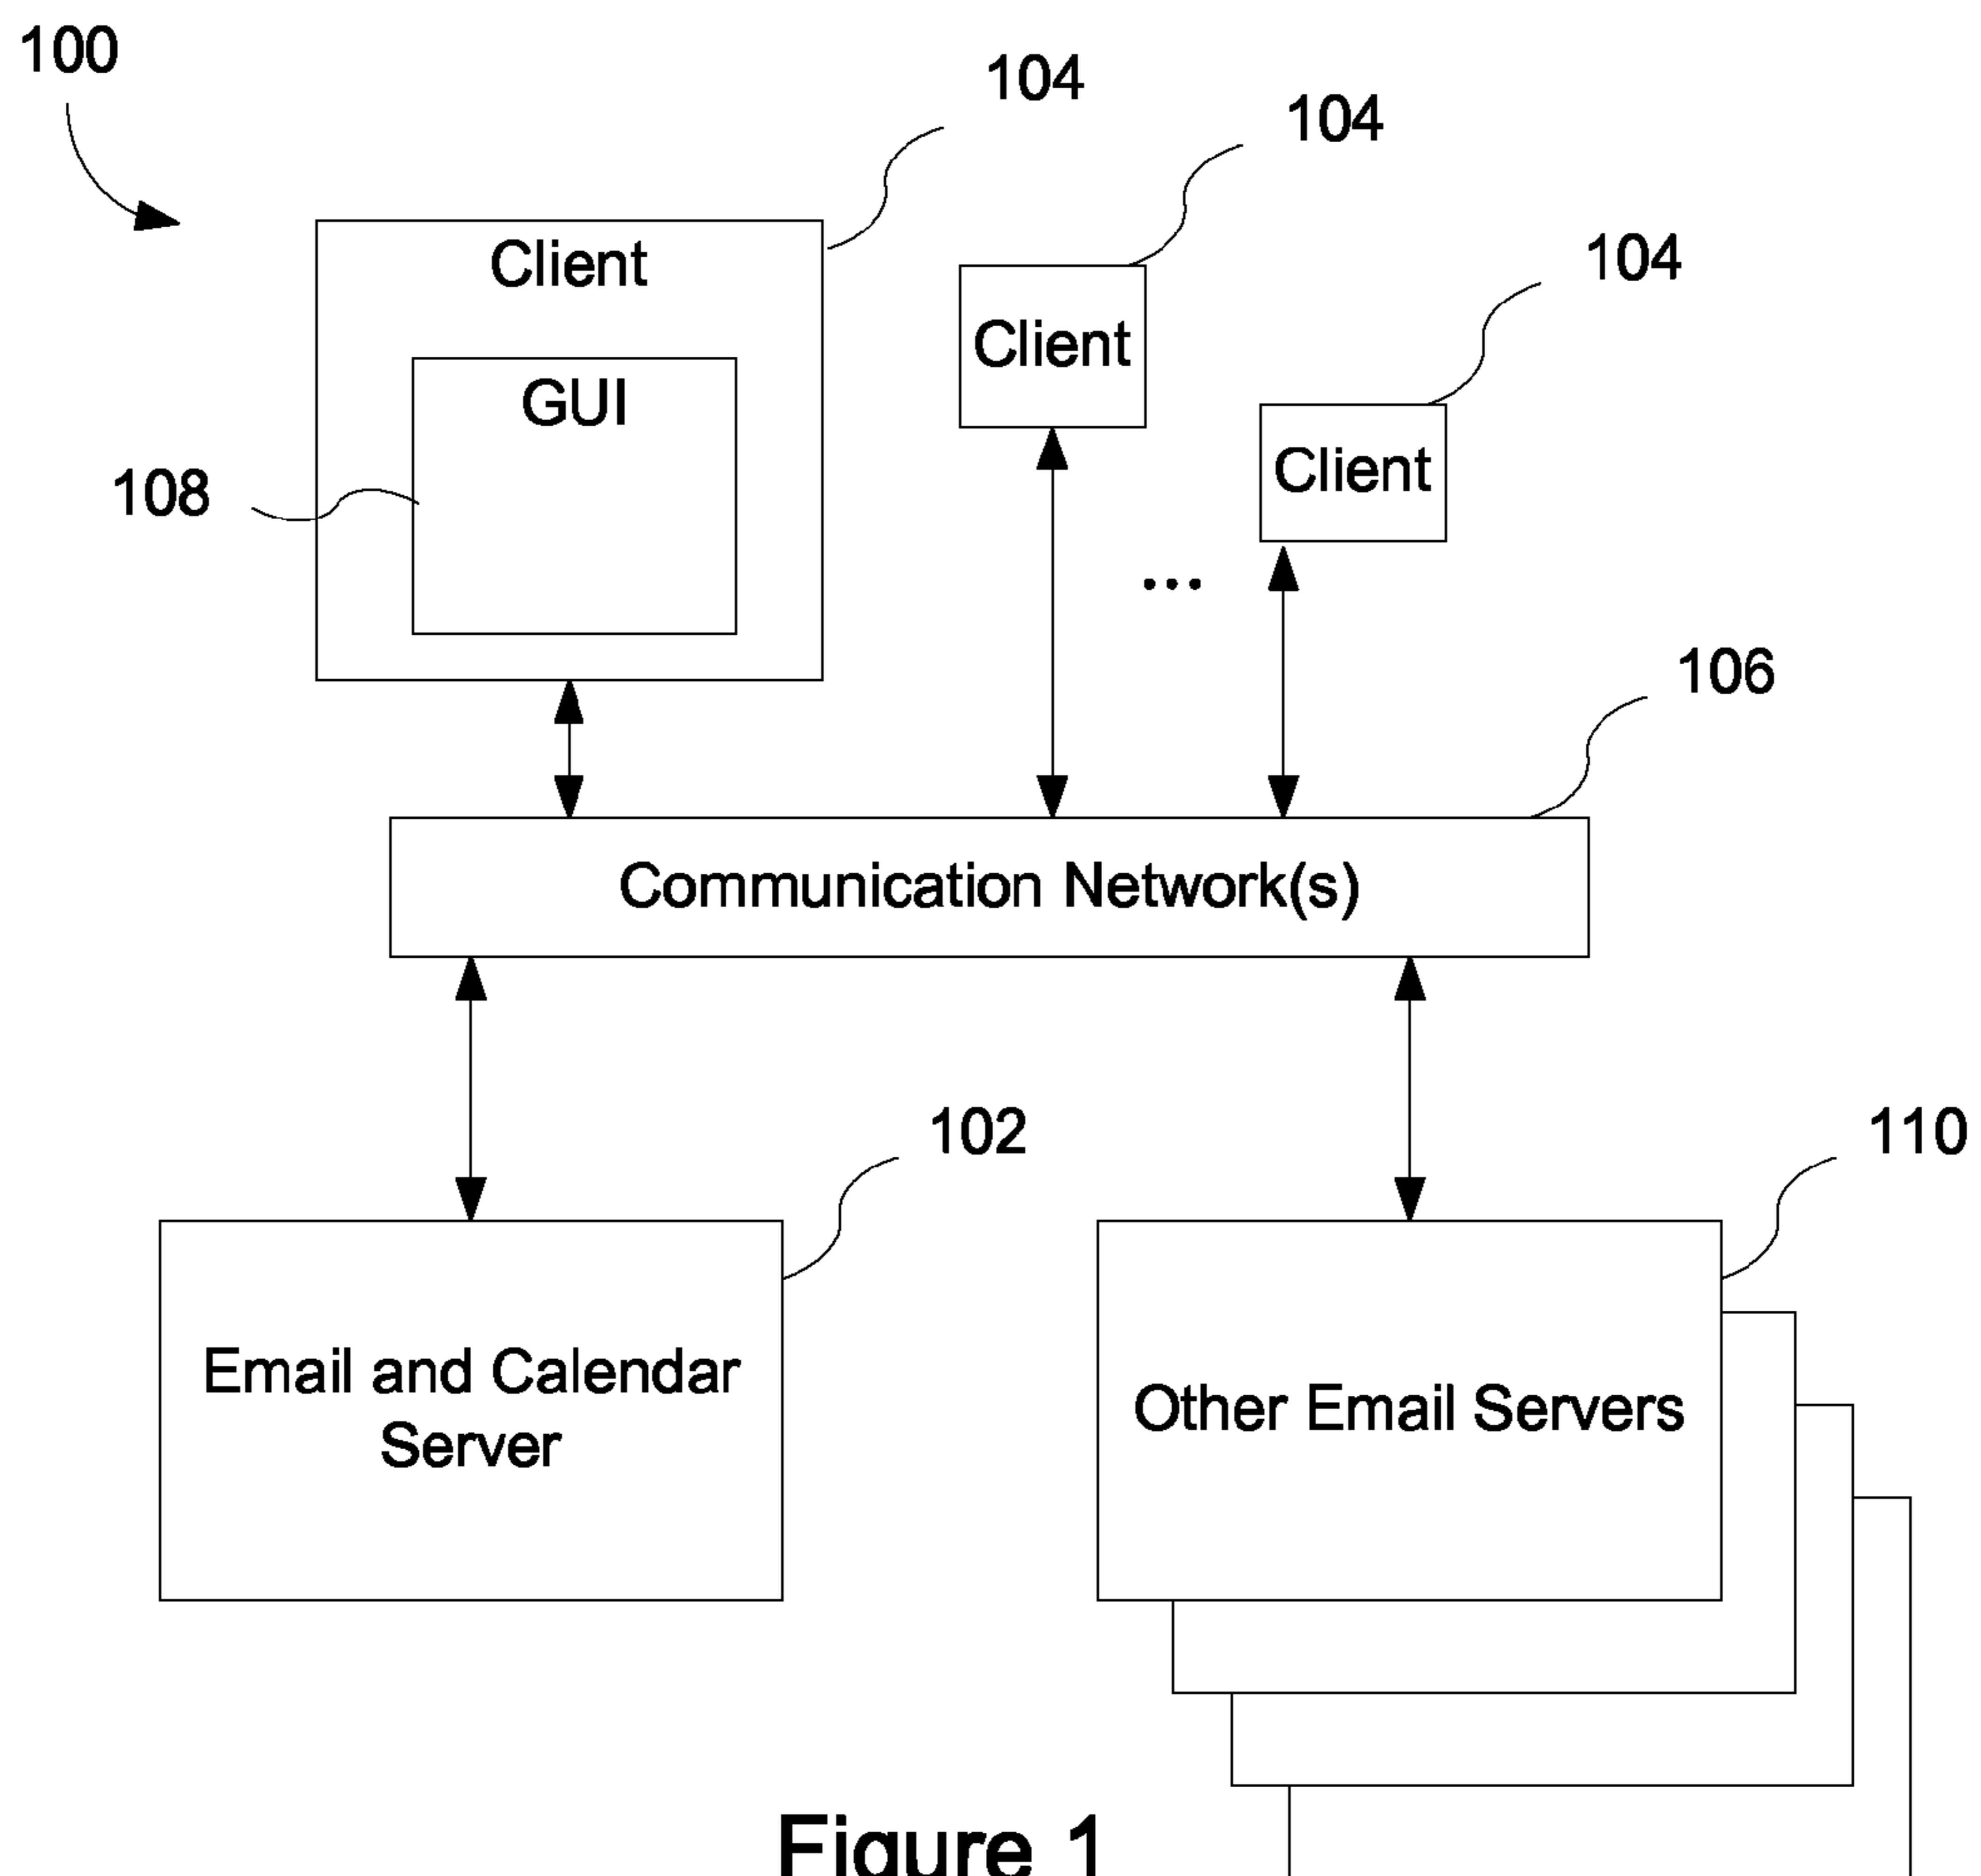 100
104
104
104
Client
Client
Client
GUI
108
106
Communication Network(s)
102
110
Email and Calendar
Server
Other Email Servers
Figure 1